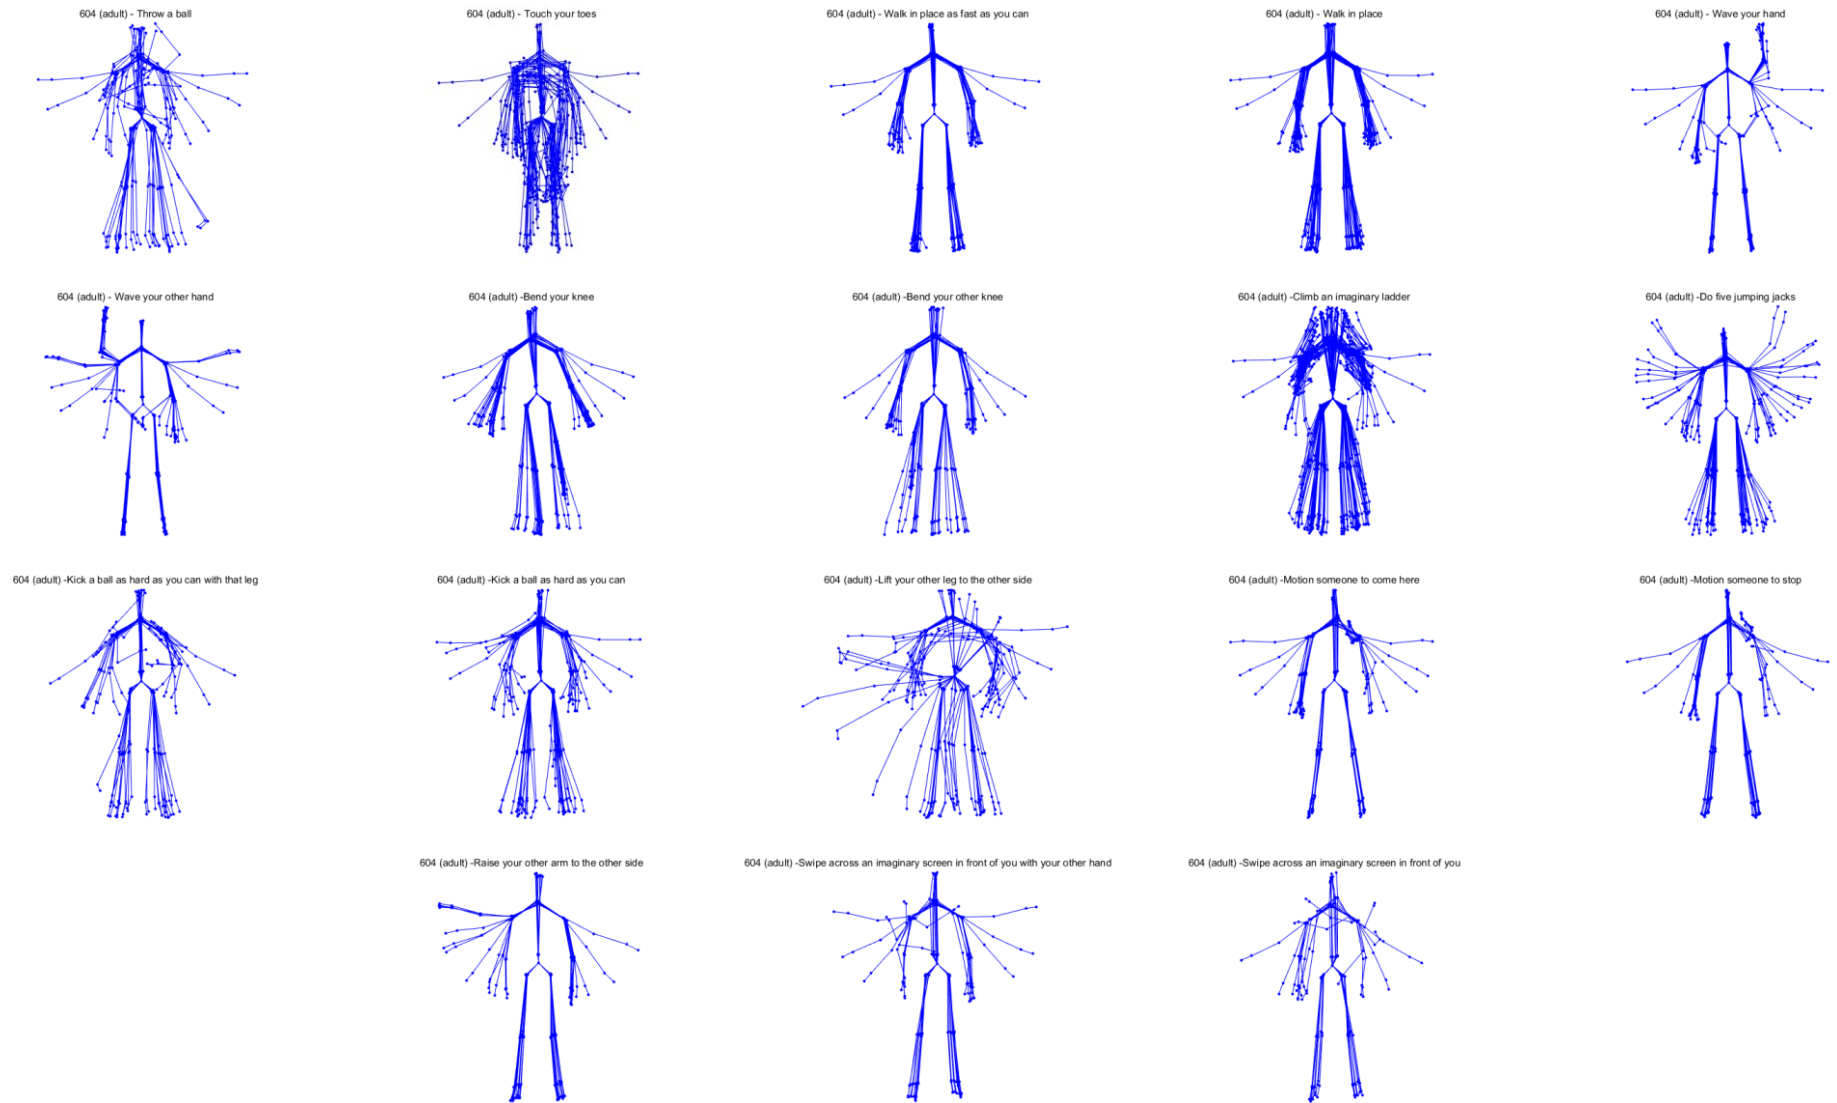 604 (adult) - Throw a ball
604 (adult) - Touch your toes
604 (adult) - Walk in place as fast as you can
604 (adult) - Walk in place
604 (adult) - Wave your hand
604 (adult) - Wave your other hand
604 (adult) -Bend your knee
604 (adult) -Bend your other knee
604 (adult) -Climb an imaginary ladder
604 (adult) -Do five jumping jacks
604 (adult) -Kick a ball as hard as you can with that leg
604 (adult) -Kick a ball as hard as you can
604 (adult) -Lift your other leg to the other side
604 (adult) -Motion someone to come here
604 (adult) -Motion someone to stop
604 (adult) -Raise your other arm to the other side
604 (adult) -Swipe across an imaginary screen in front of you with your other hand
604 (adult) -Swipe across an imaginary screen in front of you